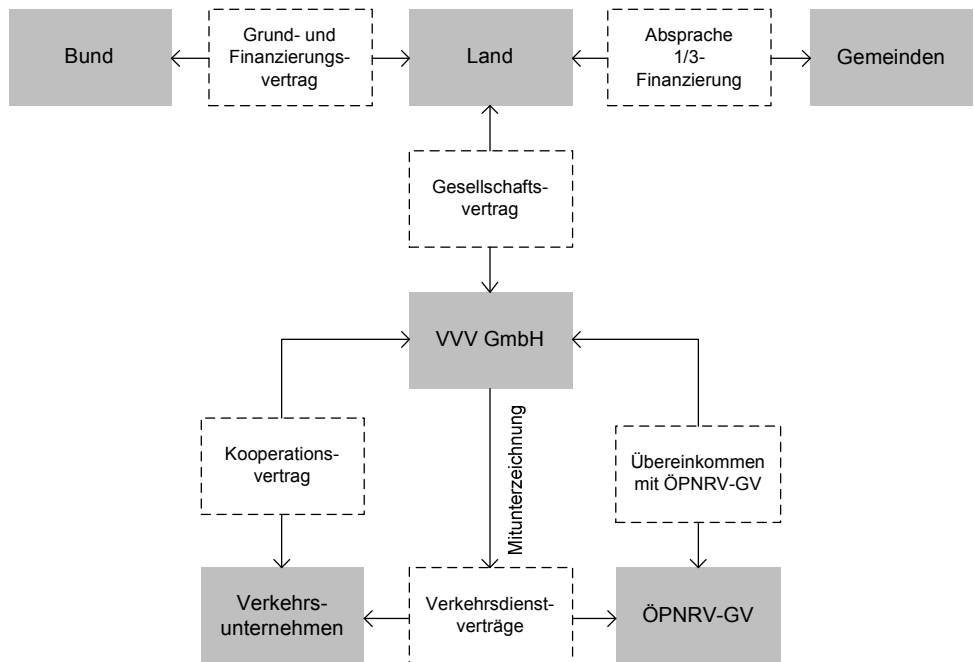 Bund
Grund- und
Finanzierungs-
vertrag
Land
Absprache
1/3-
Finanzierung
Gemeinden
Gesellschafts-
vertrag
VVV GmbH
Kooperations-
vertrag
Mitunterzeichnung
Übereinkommen
mit ÖPNRV-GV
Verkehrs-
unternehmen
Verkehrsdienst-
verträge
ÖPNRV-GV